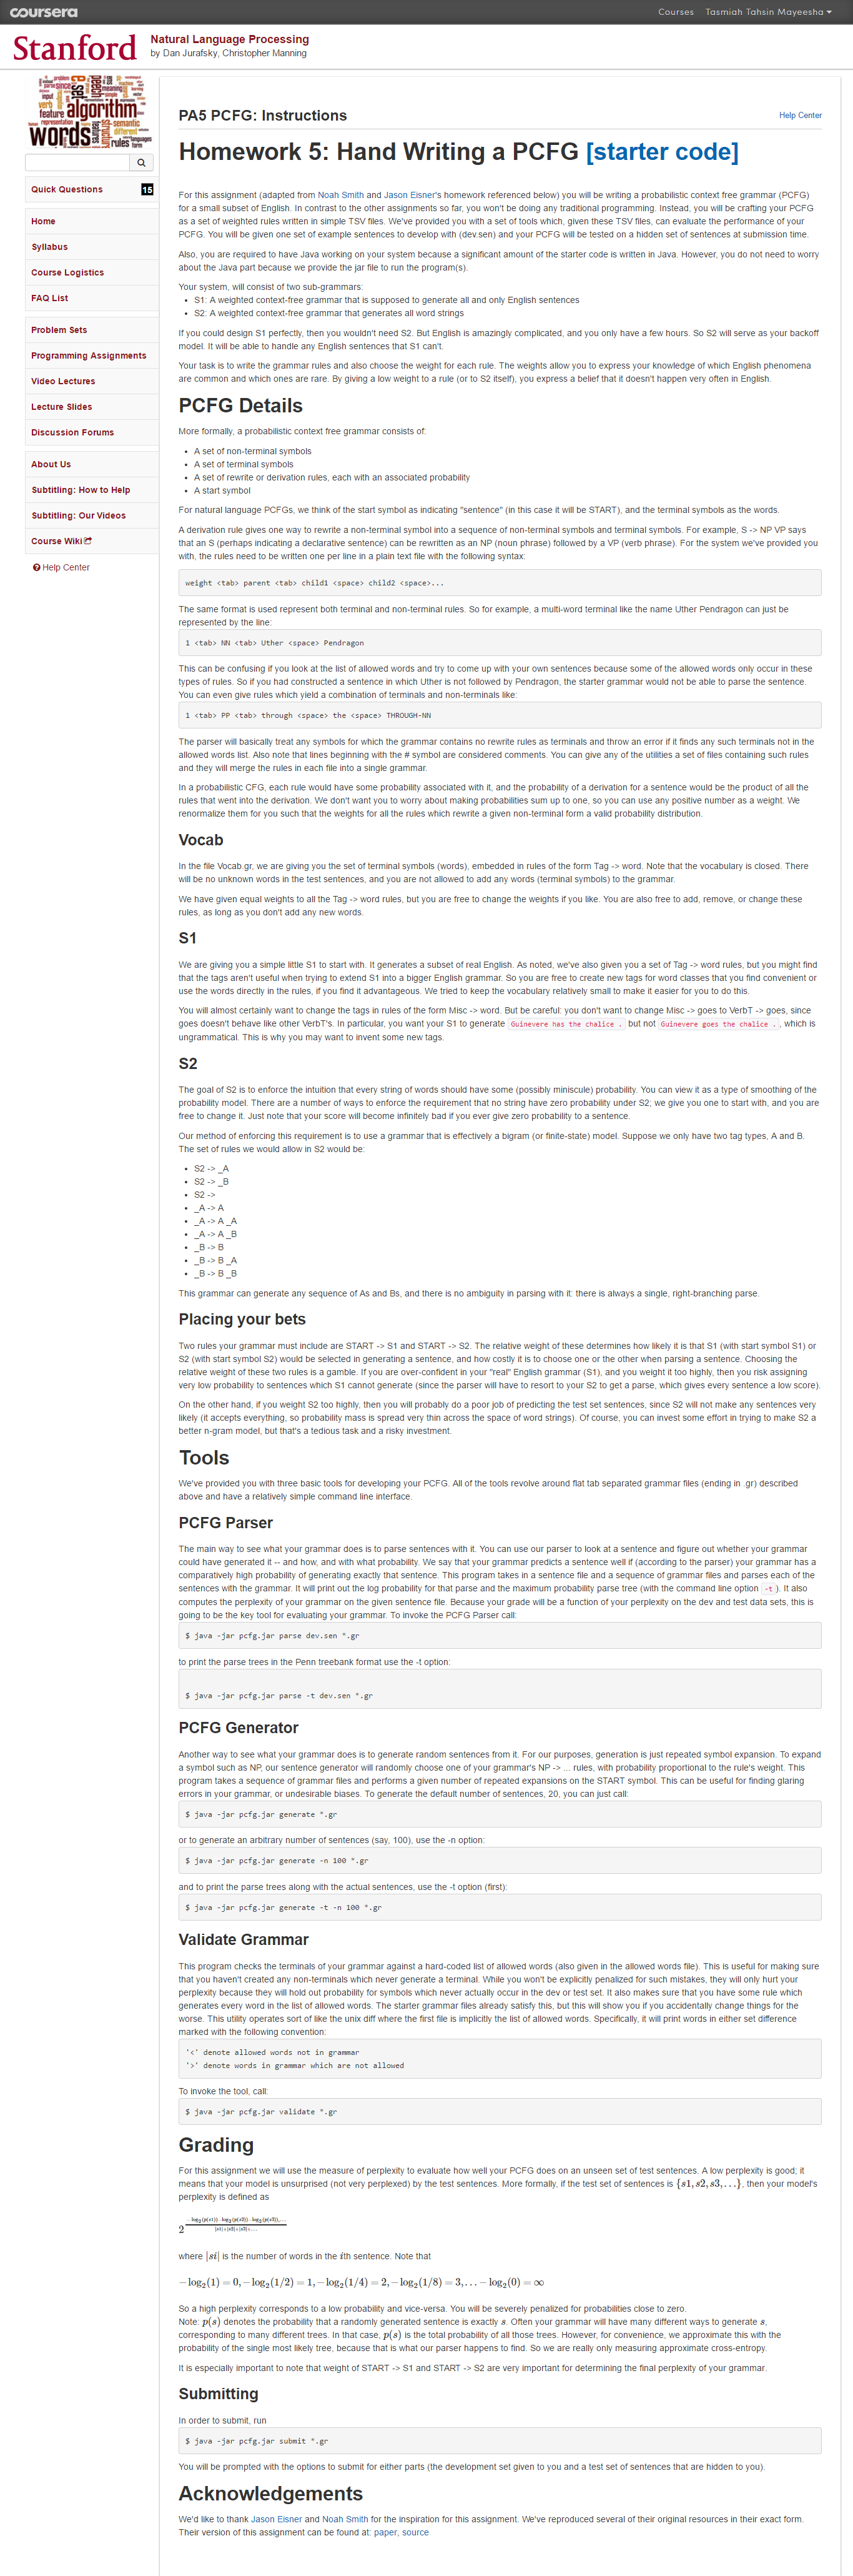 coursera
Courses Tasmiah Tahsin Mayeesha
Stanford
Natural Language Processing
by Dan Jurafsky, Christopher Manning
algorithm
feature
words
rules
Quick Questions 15
Home
Syllabus
Course Logistics
FAQ List
Problem Sets
Programming Assignments
Video Lectures
Lecture Slides
Discussion Forums
About Us
Subtitling: How to Help
Subtitling: Our Videos
Course Wiki
Help Center
PA5 PCFG: Instructions
Help Center
Homework 5: Hand Writing a PCFG [starter code]
For this assignment (adapted from Noah Smith and Jason Eisner's homework referenced below) you will be writing a probabilistic context free grammar (PCFG)
for a small subset of English. In contrast to the other assignments so far, you won't be doing any traditional programming. Instead, you will be crafting your PCFG
as a set of weighted rules written in simple TSV files. We've provided you with a set of tools which, given these TSV files, can evaluate the performance of your
PCFG. You will be given one set of example sentences to develop with (dev.sen) and your PCFG will be tested on a hidden set of sentences at submission time.
Also, you are required to have Java working on your system because a significant amount of the starter code is written in Java. However, you do not need to worry
about the Java part because we provide the jar file to run the program(s).
Your system, will consist of two sub-grammars:
• S1: A weighted context-free grammar that is supposed to generate all and only English sentences
• S2: A weighted context-free grammar that generates all word strings
If you could design S1 perfectly, then you wouldn't need S2. But English is amazingly complicated, and you only have a few hours. So S2 will serve as your backoff
model. It will be able to handle any English sentences that S1 can't.
Your task is to write the grammar rules and also choose the weight for each rule. The weights allow you to express your knowledge of which English phenomena
are common and which ones are rare. By giving a low weight to a rule (or to S2 itself), you express a belief that it doesn't happen very often in English.
PCFG Details
More formally, a probabilistic context free grammar consists of:
• A set of non-terminal symbols
• A set of terminal symbols
• A set of rewrite or derivation rules, each with an associated probability
• A start symbol
For natural language PCFGs, we think of the start symbol as indicating "sentence" (in this case it will be START), and the terminal symbols as the words.
A derivation rule gives one way to rewrite a non-terminal symbol into a sequence of non-terminal symbols and terminal symbols. For example, S -> NP VP says
that an S (perhaps indicating a declarative sentence) can be rewritten as an NP (noun phrase) followed by a VP (verb phrase). For the system we've provided you
with, the rules need to be written one per line in a plain text file with the following syntax:
weight <tab> parent <tab> child1 <space> child2 <space>...
The same format is used represent both terminal and non-terminal rules. So for example, a multi-word terminal like the name Uther Pendragon can just be
represented by the line:
1 <tab> NN <tab> Uther <space> Pendragon
This can be confusing if you look at the list of allowed words and try to come up with your own sentences because some of the allowed words only occur in these
types of rules. So if you had constructed a sentence in which Uther is not followed by Pendragon, the starter grammar would not be able to parse the sentence.
You can even give rules which yield a combination of terminals and non-terminals like:
1 <tab> PP <tab> through <space> the <space> THROUGH-NN
The parser will basically treat any symbols for which the grammar contains no rewrite rules as terminals and throw an error if it finds any such terminals not in the
allowed words list. Also note that lines beginning with the # symbol are considered comments. You can give any of the utilities a set of files containing such rules
and they will merge the rules in each file into a single grammar.
In a probabilistic CFG, each rule would have some probability associated with it, and the probability of a derivation for a sentence would be the product of all the
rules that went into the derivation. We don't want you to worry about making probabilities sum up to one, so you can use any positive number as a weight. We
renormalize them for you such that the weights for all the rules which rewrite a given non-terminal form a valid probability distribution.
Vocab
In the file Vocab.gr, we are giving you the set of terminal symbols (words), embedded in rules of the form Tag -> word. Note that the vocabulary is closed. There
will be no unknown words in the test sentences, and you are not allowed to add any words (terminal symbols) to the grammar.
We have given equal weights to all the Tag -> word rules, but you are free to change the weights if you like. You are also free to add, remove, or change these
rules, as long as you don't add any new words.
S1
We are giving you a simple little S1 to start with. It generates a subset of real English. As noted, we've also given you a set of Tag -> word rules, but you might find
that the tags aren't useful when trying to extend S1 into a bigger English grammar. So you are free to create new tags for word classes that you find convenient or
use the words directly in the rules, if you find it advantageous. We tried to keep the vocabulary relatively small to make it easier for you to do this.
You will almost certainly want to change the tags in rules of the form Misc -> word. But be careful: you don't want to change Misc -> goes to VerbT -> goes, since
goes doesn't behave like other VerbT's. In particular, you want your S1 to generate Guinevere has the chalice . but not Guinevere goes the chalice ., which is
ungrammatical. This is why you may want to invent some new tags.
S2
The goal of S2 is to enforce the intuition that every string of words should have some (possibly miniscule) probability. You can view it as a type of smoothing of the
probability model. There are a number of ways to enforce the requirement that no string have zero probability under S2; we give you one to start with, and you are
free to change it. Just note that your score will become infinitely bad if you ever give zero probability to a sentence.
Our method of enforcing this requirement is to use a grammar that is effectively a bigram (or finite-state) model. Suppose we only have two tag types, A and B.
The set of rules we would allow in S2 would be:
• S2 -> _A
• S2 -> _B
• S2 ->
• _A -> A
• _A -> A _A
• _A -> A _B
• _B -> B
• _B -> B _A
• _B -> B _B
This grammar can generate any sequence of As and Bs, and there is no ambiguity in parsing with it: there is always a single, right-branching parse.
Placing your bets
Two rules your grammar must include are START -> S1 and START -> S2. The relative weight of these determines how likely it is that S1 (with start symbol S1) or
S2 (with start symbol S2) would be selected in generating a sentence, and how costly it is to choose one or the other when parsing a sentence. Choosing the
relative weight of these two rules is a gamble. If you are over-confident in your "real" English grammar (S1), and you weight it too highly, then you risk assigning
very low probability to sentences which S1 cannot generate (since the parser will have to resort to your S2 to get a parse, which gives every sentence a low score).
On the other hand, if you weight S2 too highly, then you will probably do a poor job of predicting the test set sentences, since S2 will not make any sentences very
likely (it accepts everything, so probability mass is spread very thin across the space of word strings). Of course, you can invest some effort in trying to make S2 a
better n-gram model, but that's a tedious task and a risky investment.
Tools
We've provided you with three basic tools for developing your PCFG. All of the tools revolve around flat tab separated grammar files (ending in .gr) described
above and have a relatively simple command line interface.
PCFG Parser
The main way to see what your grammar does is to parse sentences with it. You can use our parser to look at a sentence and figure out whether your grammar
could have generated it -- and how, and with what probability. We say that your grammar predicts a sentence well if (according to the parser) your grammar has a
comparatively high probability of generating exactly that sentence. This program takes in a sentence file and a sequence of grammar files and parses each of the
sentences with the grammar. It will print out the log probability for that parse and the maximum probability parse tree (with the command line option -t ). It also
computes the perplexity of your grammar on the given sentence file. Because your grade will be a function of your perplexity on the dev and test data sets, this is
going to be the key tool for evaluating your grammar. To invoke the PCFG Parser call:
$ java -jar pcfg.jar parse dev.sen *.gr
to print the parse trees in the Penn treebank format use the -t option:
$ java -jar pcfg.jar parse -t dev.sen *.gr
PCFG Generator
Another way to see what your grammar does is to generate random sentences from it. For our purposes, generation is just repeated symbol expansion. To expand
a symbol such as NP, our sentence generator will randomly choose one of your grammar's NP -> ... rules, with probability proportional to the rule's weight. This
program takes a sequence of grammar files and performs a given number of repeated expansions on the START symbol. This can be useful for finding glaring
errors in your grammar, or undesirable biases. To generate the default number of sentences, 20, you can just call:
$ java -jar pcfg.jar generate *.gr
or to generate an arbitrary number of sentences (say, 100), use the -n option:
$ java -jar pcfg.jar generate -n 100 *.gr
and to print the parse trees along with the actual sentences, use the -t option (first):
$ java -jar pcfg.jar generate -t -n 100 *.gr
Validate Grammar
This program checks the terminals of your grammar against a hard-coded list of allowed words (also given in the allowed words file). This is useful for making sure
that you haven't created any non-terminals which never generate a terminal. While you won't be explicitly penalized for such mistakes, they will only hurt your
perplexity because they will hold out probability for symbols which never actually occur in the dev or test set. It also makes sure that you have some rule which
generates every word in the list of allowed words. The starter grammar files already satisfy this, but this will show you if you accidentally change things for the
worse. This utility operates sort of like the unix diff where the first file is implicitly the list of allowed words. Specifically, it will print words in either set difference
marked with the following convention:
'<' denote allowed words not in grammar
'>' denote words in grammar which are not allowed
To invoke the tool, call:
$ java -jar pcfg.jar validate *.gr
Grading
For this assignment we will use the measure of perplexity to evaluate how well your PCFG does on an unseen set of test sentences. A low perplexity is good; it
means that your model is unsurprised (not very perplexed) by the test sentences. More formally, if the test set of sentences is {s1, s2, s3, ...}, then your model's
perplexity is defined as
2^(−log2(p(s1))−log2(p(s2))−log2(p(s3)),... / |s1|+|s2|+|s3|+...)
where |si| is the number of words in the ith sentence. Note that
−log2(1) = 0, −log2(1/2) = 1, −log2(1/4) = 2, −log2(1/8) = 3, ... −log2(0) = ∞
So a high perplexity corresponds to a low probability and vice-versa. You will be severely penalized for probabilities close to zero.
Note: p(s) denotes the probability that a randomly generated sentence is exactly s. Often your grammar will have many different ways to generate s,
corresponding to many different trees. In that case, p(s) is the total probability of all those trees. However, for convenience, we approximate this with the
probability of the single most likely tree, because that is what our parser happens to find. So we are really only measuring approximate cross-entropy.
It is especially important to note that weight of START -> S1 and START -> S2 are very important for determining the final perplexity of your grammar.
Submitting
In order to submit, run
$ java -jar pcfg.jar submit *.gr
You will be prompted with the options to submit for either parts (the development set given to you and a test set of sentences that are hidden to you).
Acknowledgements
We'd like to thank Jason Eisner and Noah Smith for the inspiration for this assignment. We've reproduced several of their original resources in their exact form.
Their version of this assignment can be found at: paper, source